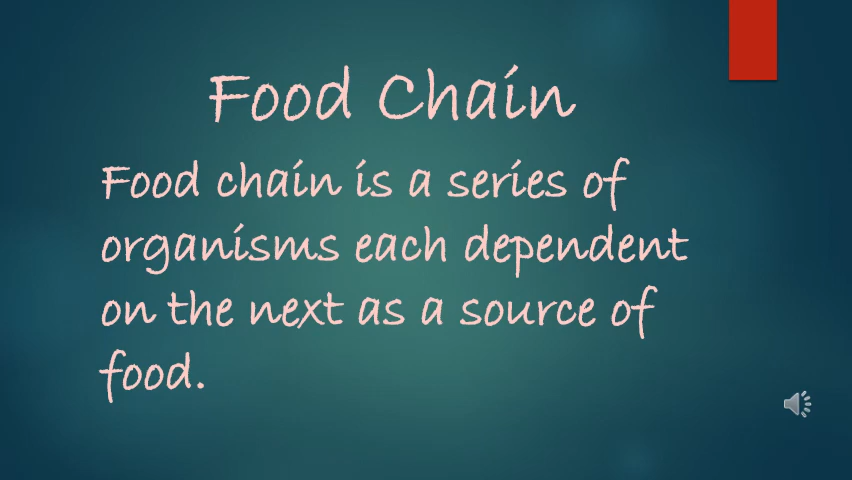 Food Chain
Food chain is a series of
organisms each dependent
on the next as a source of
food.